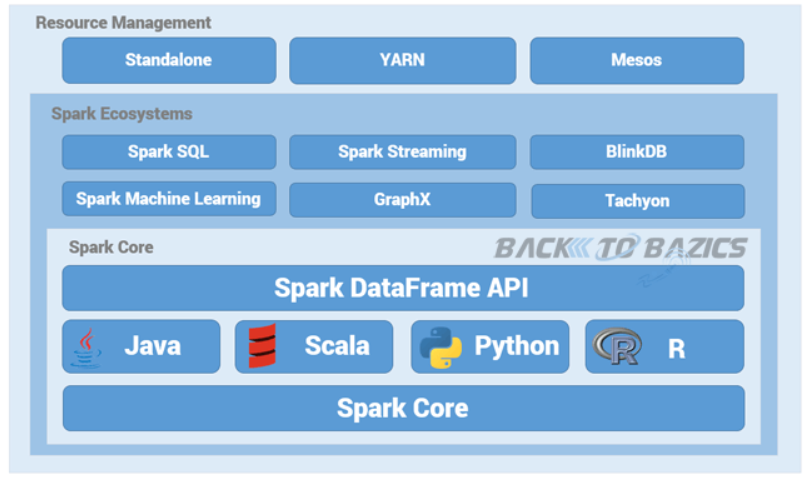 Resource Management
Standalone YARN Mesos
Spark Ecosystems
Spark SQL Spark Streaming BlinkDB
Spark Machine Learning GraphX Tachyon
Spark Core BACK TO BAZICS
Spark DataFrame API
Java Scala Python R R
Spark Core